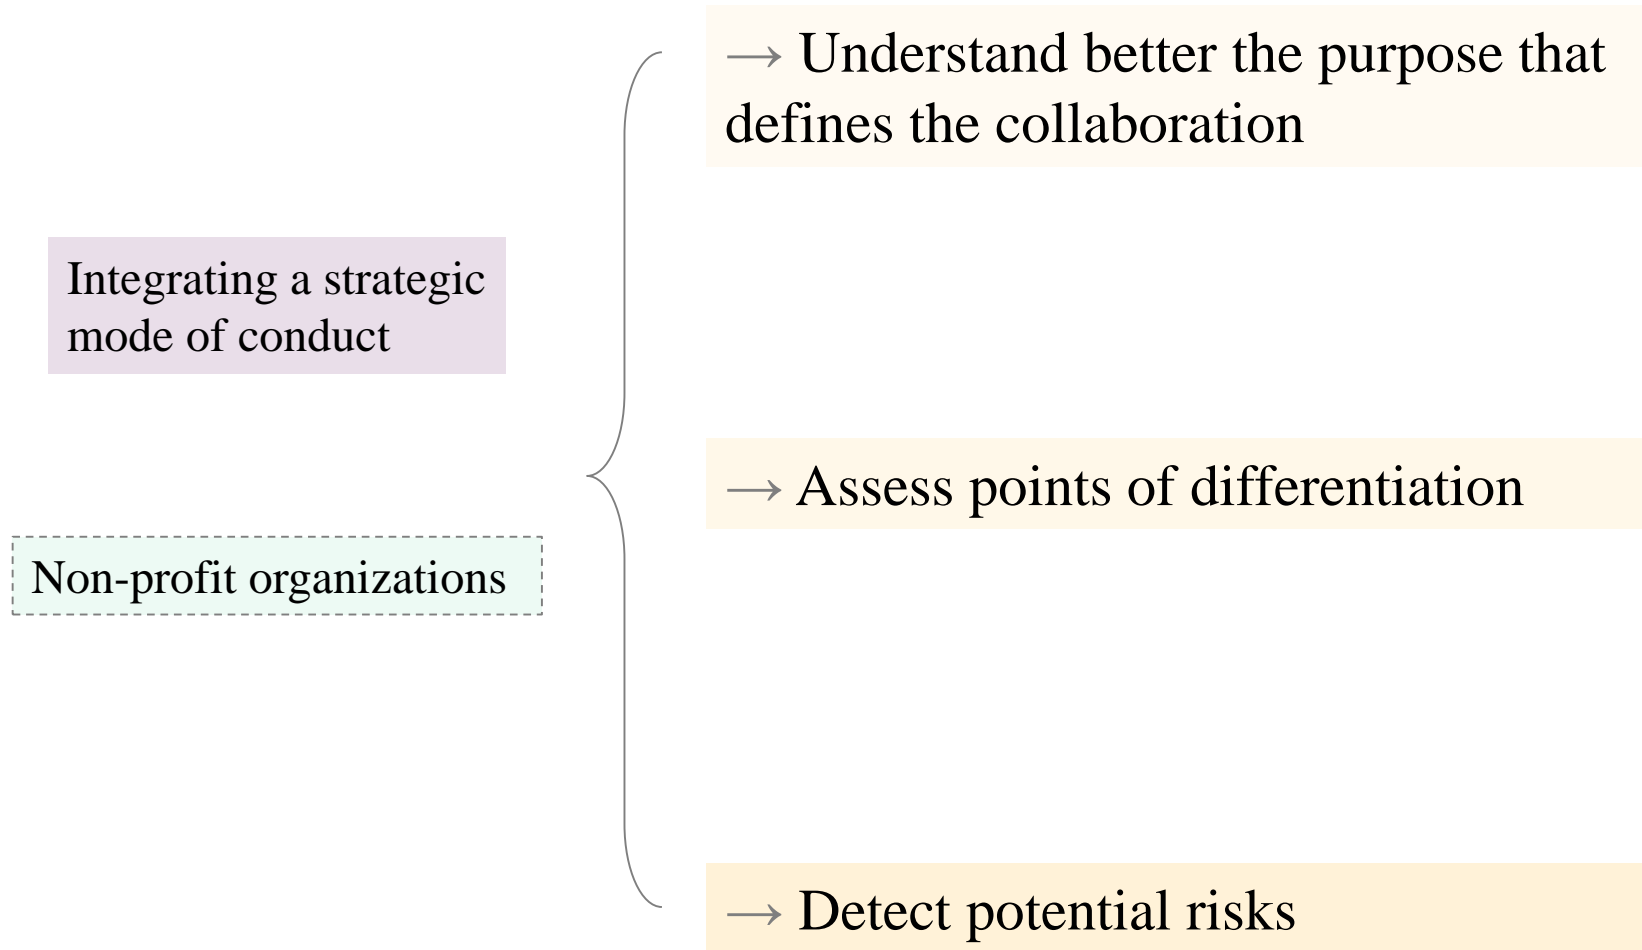 → Understand better the purpose that
defines the collaboration
Integrating a strategic
mode of conduct
→ Assess points of differentiation
Non-profit organizations
→ Detect potential risks